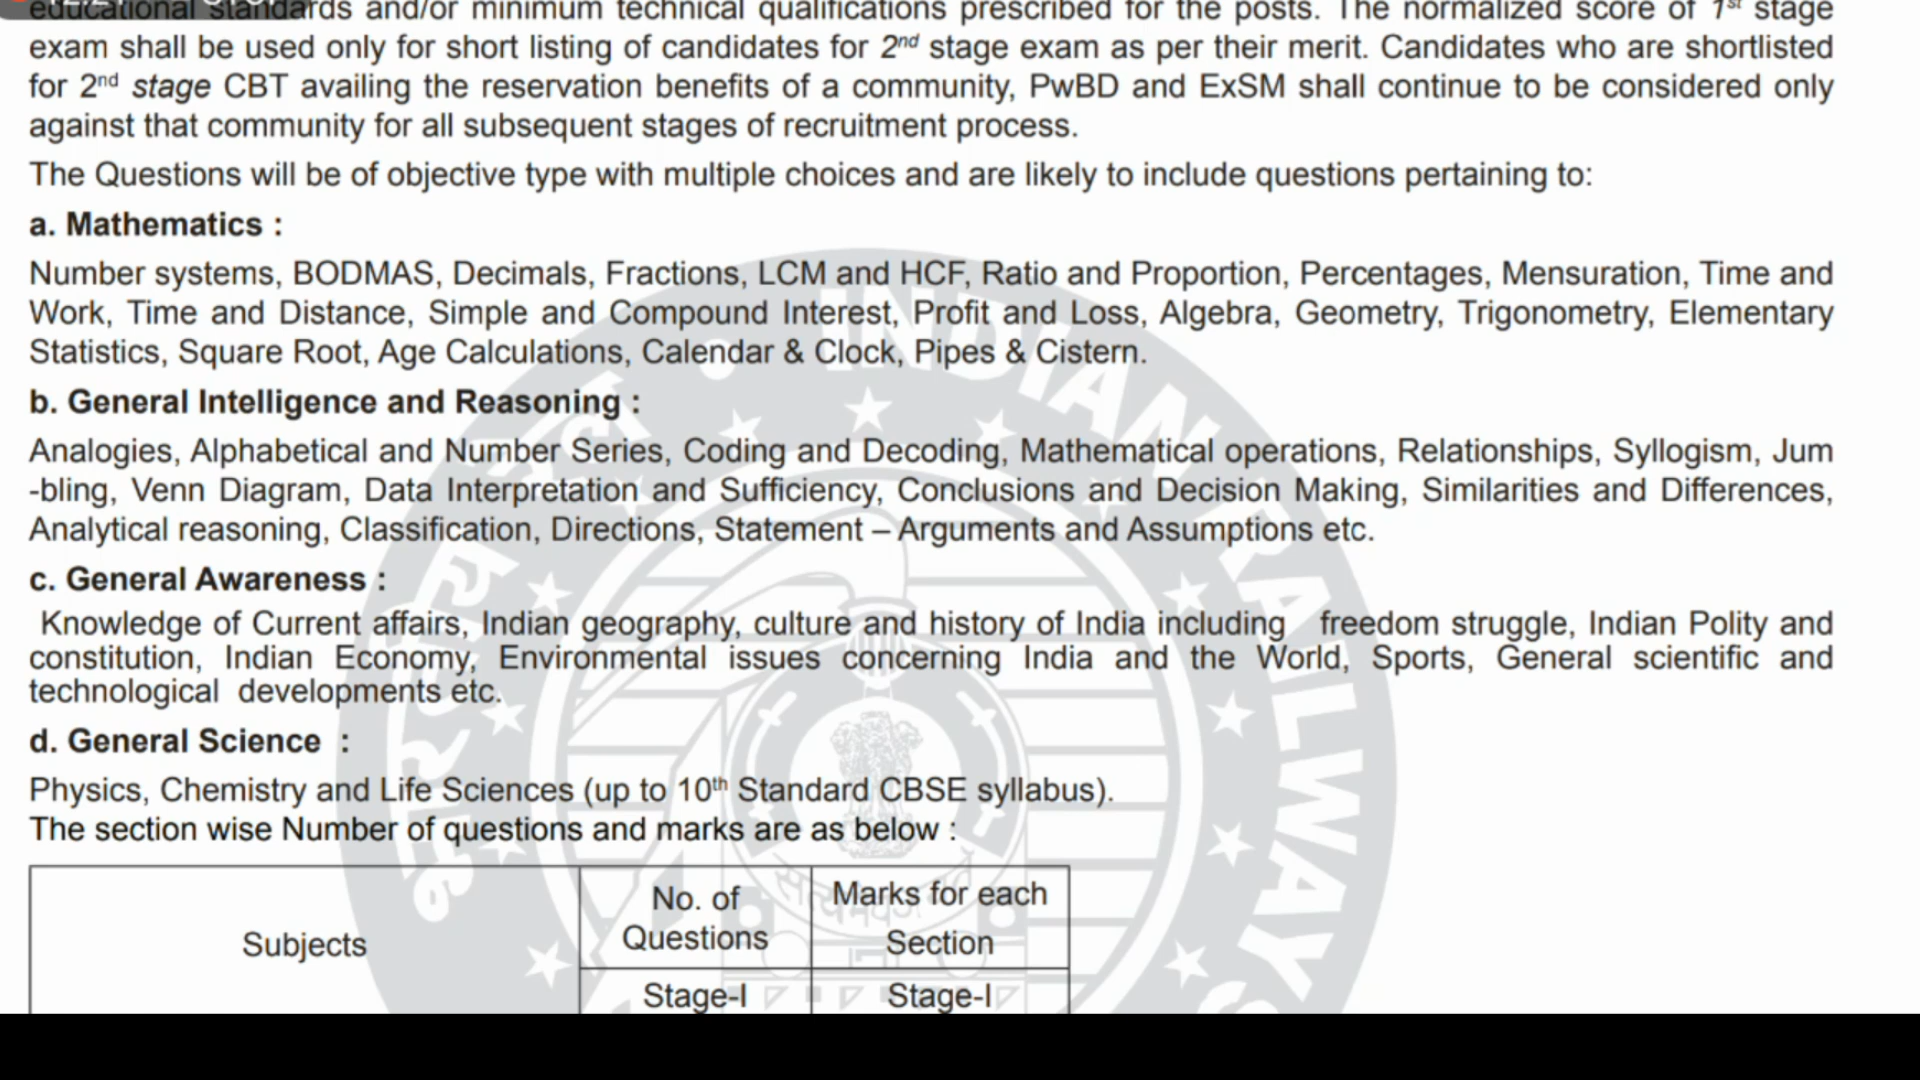 educational standards and/or minimum technical qualifications prescribed for the posts. The normalized score of 1st stage
exam shall be used only for short listing of candidates for 2nd stage exam as per their merit. Candidates who are shortlisted
for 2nd stage CBT availing the reservation benefits of a community, PwBD and ExSM shall continue to be considered only
against that community for all subsequent stages of recruitment process.
The Questions will be of objective type with multiple choices and are likely to include questions pertaining to:
a. Mathematics :
Number systems, BODMAS, Decimals, Fractions, LCM and HCF, Ratio and Proportion, Percentages, Mensuration, Time and
Work, Time and Distance, Simple and Compound Interest, Profit and Loss, Algebra, Geometry, Trigonometry, Elementary
Statistics, Square Root, Age Calculations, Calendar & Clock, Pipes & Cistern.
b. General Intelligence and Reasoning :
Analogies, Alphabetical and Number Series, Coding and Decoding, Mathematical operations, Relationships, Syllogism, Jum
-bling, Venn Diagram, Data Interpretation and Sufficiency, Conclusions and Decision Making, Similarities and Differences,
Analytical reasoning, Classification, Directions, Statement – Arguments and Assumptions etc.
c. General Awareness :
Knowledge of Current affairs, Indian geography, culture and history of India including freedom struggle, Indian Polity and
constitution, Indian Economy, Environmental issues concerning India and the World, Sports, General scientific and
technological developments etc.
d. General Science :
Physics, Chemistry and Life Sciences (up to 10th Standard CBSE syllabus).
The section wise Number of questions and marks are as below :
Subjects
No. of
Questions
Marks for each
Section
Stage-I
Stage-I
INDIAN RAILWAYS
भारतीय रेल
सत्यमेव जयते